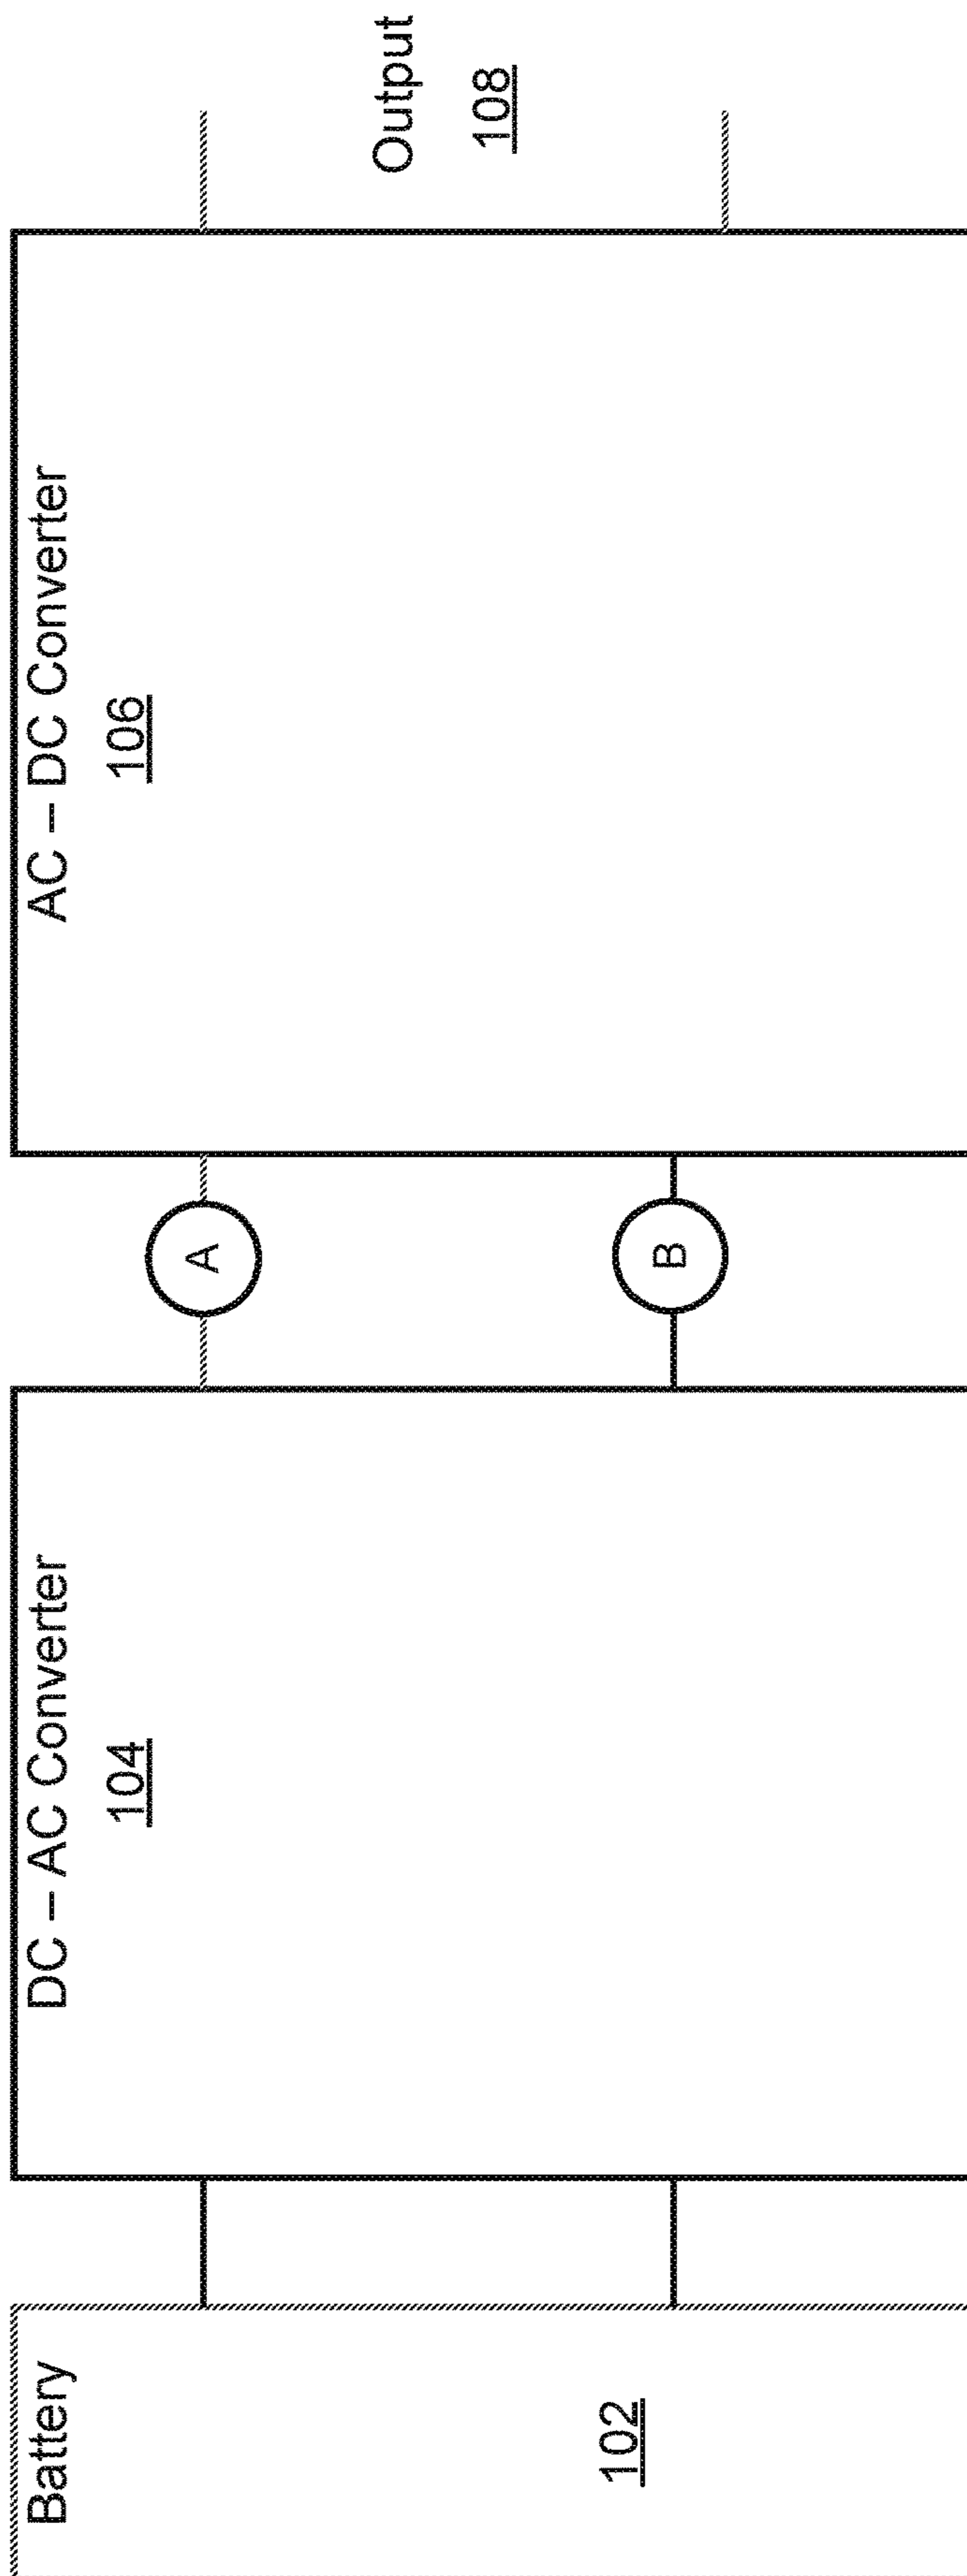 Battery
102
DC – AC Converter
104
A
B
AC – DC Converter
106
Output
108